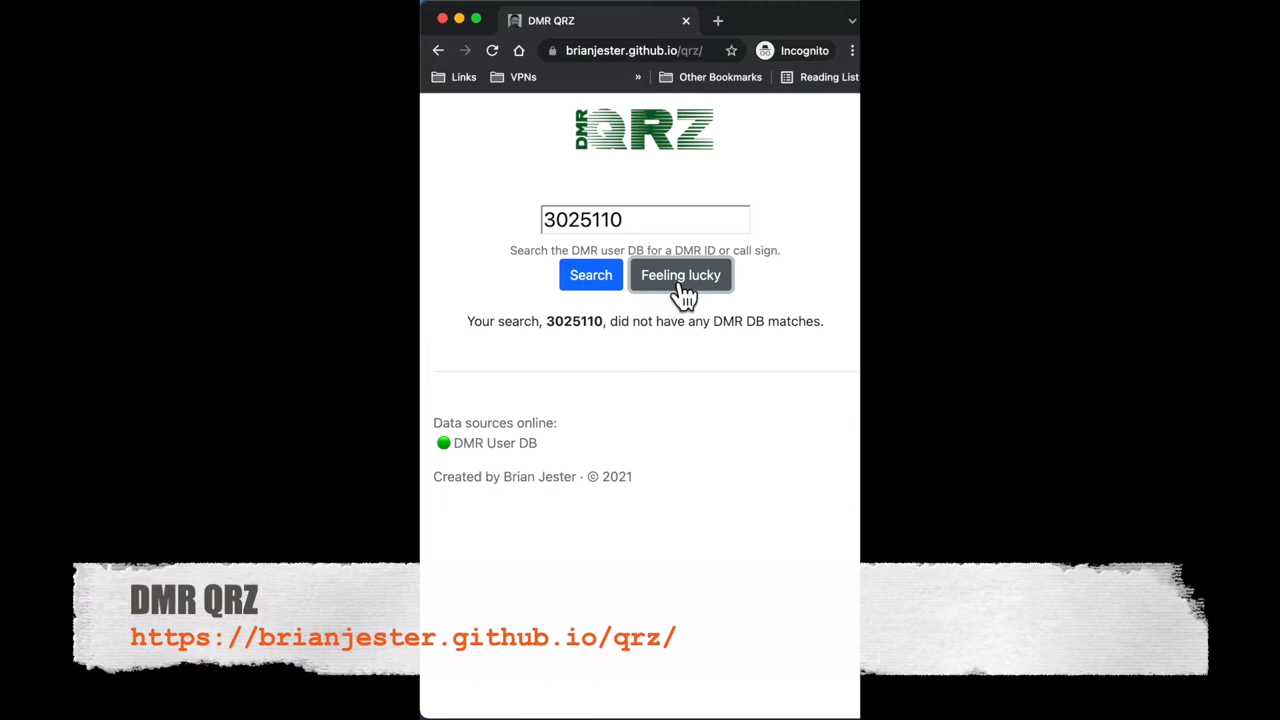 DMR QRZ
brianjester.github.io/qrz/
Incognito
Links
VPNs
»
Other Bookmarks
Reading List
DMR QRZ
3025110
Search the DMR user DB for a DMR ID or call sign.
Search
Feeling lucky
Your search, 3025110, did not have any DMR DB matches.
Data sources online:
DMR User DB
Created by Brian Jester · © 2021
DMR QRZ
https://brianjester.github.io/qrz/